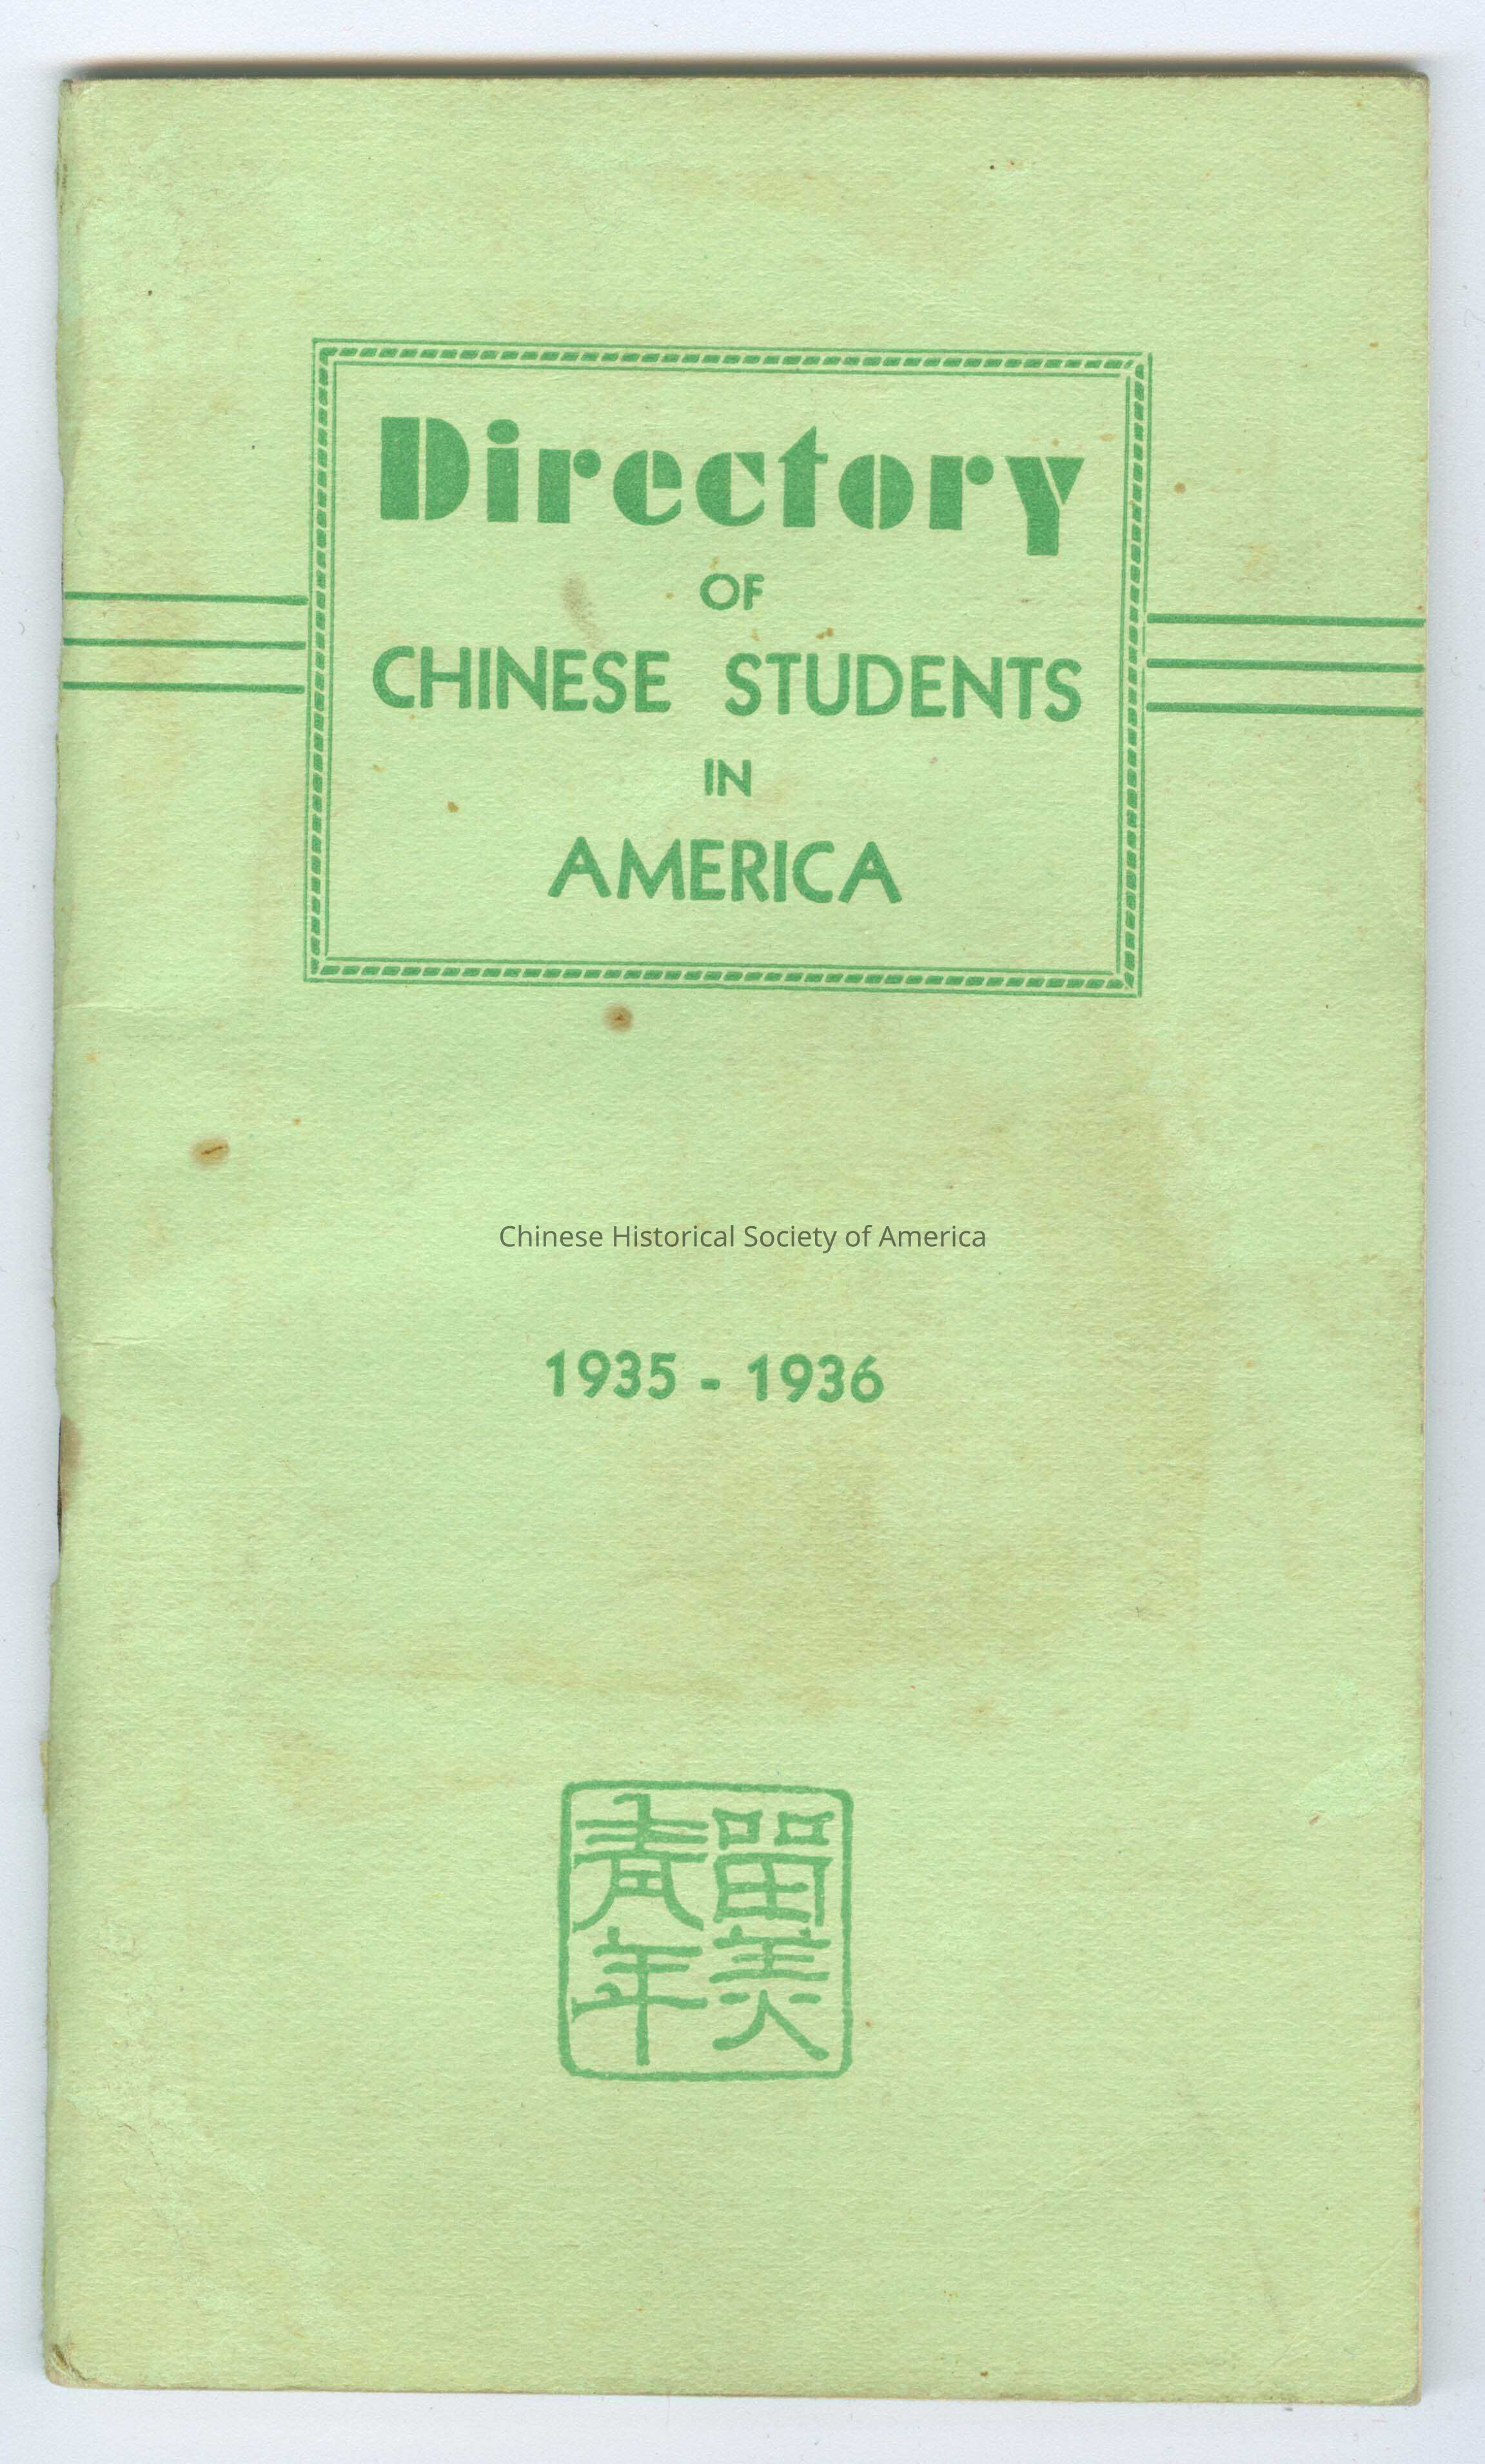 Directory
OF
CHINESE STUDENTS
IN
AMERICA
Chinese Historical Society of America
1935 - 1936
留美
青年